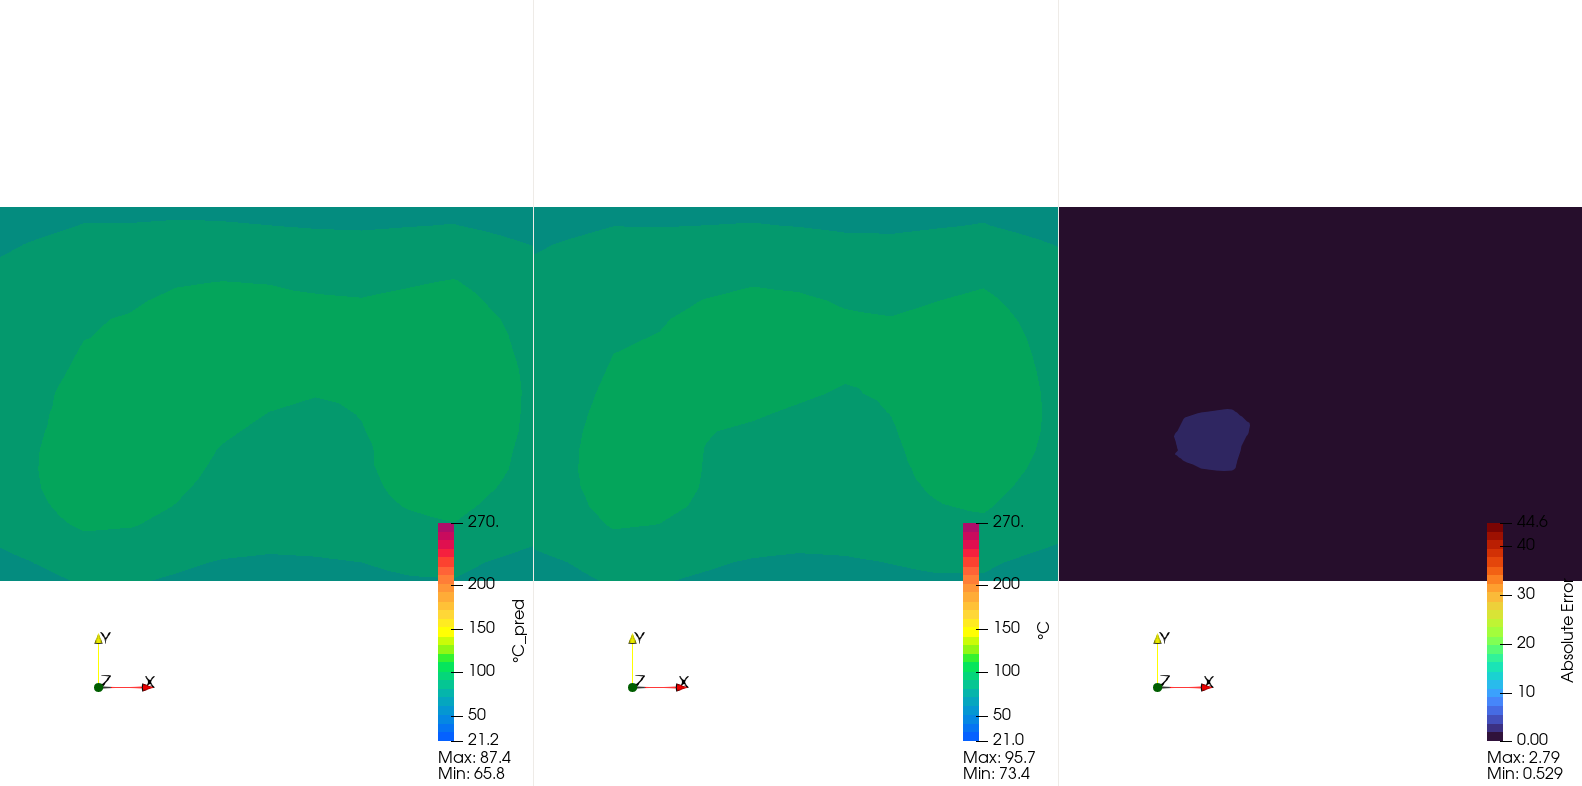 270.
200
150
100
50
21.2
°C_pred
Max: 87.4
Min: 65.8
Y
Z
X
270.
200
150
100
50
21.0
°C
Max: 95.7
Min: 73.4
Y
Z
X
44.6
40
30
20
10
0.00
Absolute Error
Max: 2.79
Min: 0.529
Y
Z
X